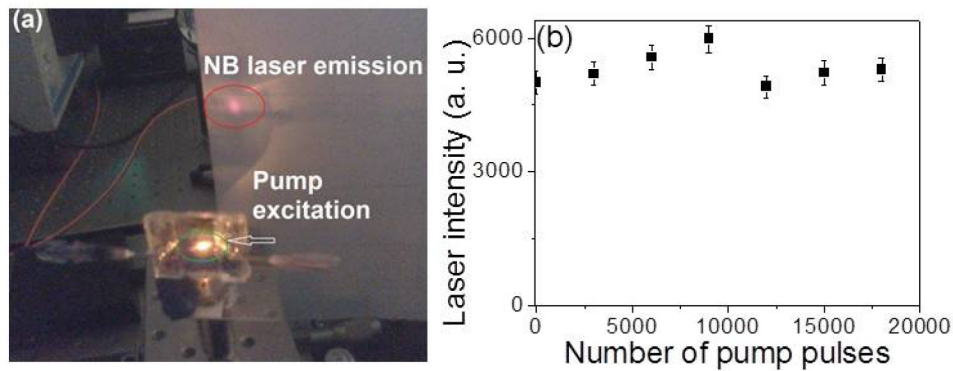 (a)
NB laser emission
Pump
excitation
(b)
Laser intensity (a. u.)
6000
3000
0
0
5000
10000
15000
20000
Number of pump pulses